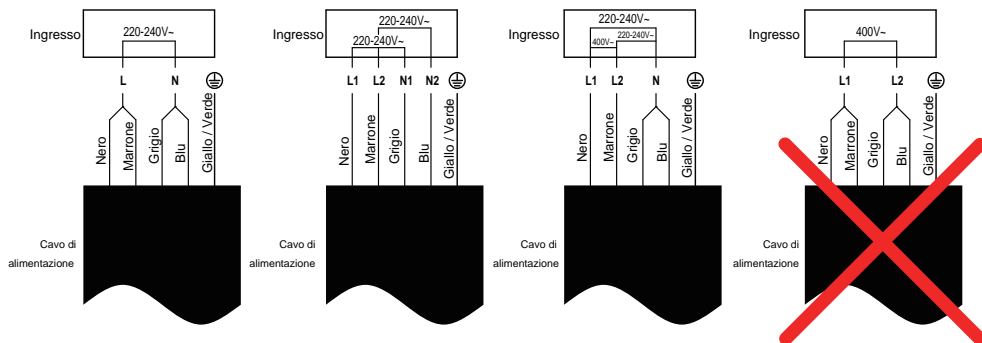 Ingresso
220-240V~
L N
Nero
Marrone
Grigio
Blu
Giallo / Verde
Cavo di
alimentazione
Ingresso
220-240V~
220-240V~
L1 L2 N1 N2
Nero
Marrone
Grigio
Blu
Giallo / Verde
Cavo di
alimentazione
Ingresso
220-240V~
400V~ 220-240V~
L1 L2 N
Nero
Marrone
Grigio
Blu
Giallo / Verde
Cavo di
alimentazione
Ingresso
400V~
L1 L2
Nero
Marrone
Grigio
Blu
Giallo / Verde
Cavo di
alimentazione